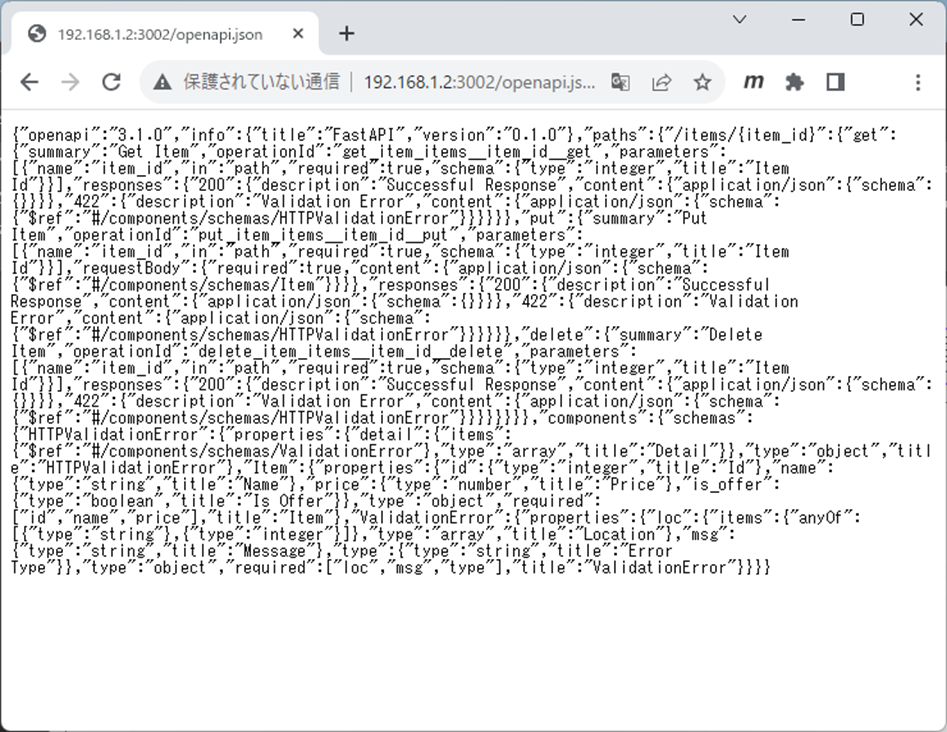 192.168.1.2:3002/openapi.json
保護されていない通信 192.168.1.2:3002/openapi.js...
{"openapi":"3.1.0","info":{"title":"FastAPI","version":"0.1.0"},"paths":{"/items/{item_id}":{"get":
{"summary":"Get Item","operationId":"get_item_items__item_id__get","parameters":
[{"name":"item_id","in":"path","required":true,"schema":{"type":"integer","title":"Item
Id"}}],"responses":{"200":{"description":"Successful Response","content":{"application/json":{"schema":
{}}}},"422":{"description":"Validation Error","content":{"application/json":{"schema":
{"$ref":"#/components/schemas/HTTPValidationError"}}}}}},"put":{"summary":"Put
Item","operationId":"put_item_items__item_id__put","parameters":
[{"name":"item_id","in":"path","required":true,"schema":{"type":"integer","title":"Item
Id"}}],"requestBody":{"required":true,"content":{"application/json":{"schema":
{"$ref":"#/components/schemas/Item"}}}},"responses":{"200":{"description":"Successful
Response","content":{"application/json":{"schema":{}}}},"422":{"description":"Validation
Error","content":{"application/json":{"schema":
{"$ref":"#/components/schemas/HTTPValidationError"}}}}}},"delete":{"summary":"Delete
Item","operationId":"delete_item_items__item_id__delete","parameters":
[{"name":"item_id","in":"path","required":true,"schema":{"type":"integer","title":"Item
Id"}}],"responses":{"200":{"description":"Successful Response","content":{"application/json":{"schema":
{}}}},"422":{"description":"Validation Error","content":{"application/json":{"schema":
{"$ref":"#/components/schemas/HTTPValidationError"}}}}}}}},"components":{"schemas":
{"HTTPValidationError":{"properties":{"detail":{"items":
{"$ref":"#/components/schemas/ValidationError"},"type":"array","title":"Detail"}},"type":"object","titl
e":"HTTPValidationError"},"Item":{"properties":{"id":{"type":"integer","title":"Id"},"name":
{"type":"string","title":"Name"},"price":{"type":"number","title":"Price"},"is_offer":
{"type":"boolean","title":"Is Offer"}},"type":"object","required":
["id","name","price"],"title":"Item"},"ValidationError":{"properties":{"loc":{"items":{"anyOf":
[{"type":"string"},{"type":"integer"}]},"type":"array","title":"Location"},"msg":
{"type":"string","title":"Message"},"type":{"type":"string","title":"Error
Type"}},"type":"object","required":["loc","msg","type"],"title":"ValidationError"}}}}